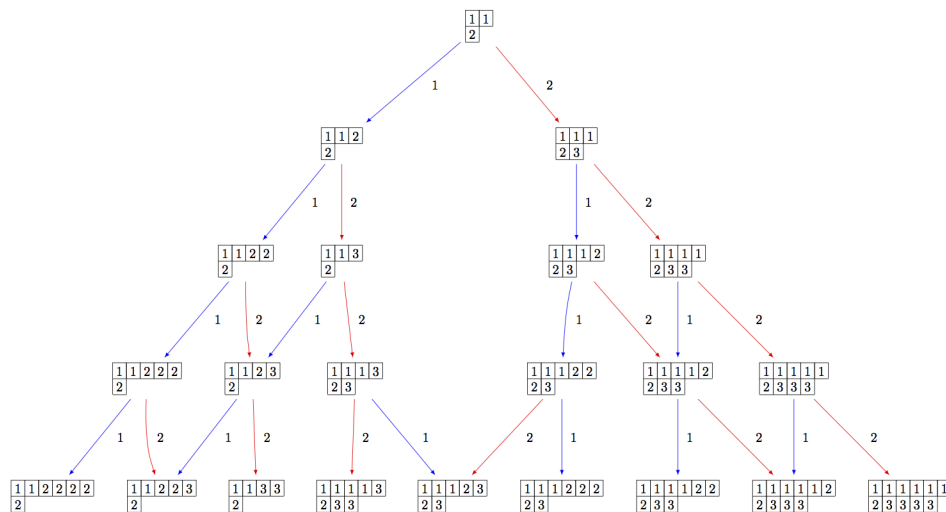 1 1
2
1 2
1 1 2
2
1 1 1
2 3
1 2 1 2
1 1 2 2
2
1 1 3
2
1 1 1 2
2 3
1 1 1 1
2 3 3
1 2 1 2 1 2 1 2
1 1 2 2 2
2
1 1 2 3
2
1 1 1 3
2 3
1 1 1 2 2
2 3
1 1 1 1 2
2 3 3
1 1 1 1 1
2 3 3 3
1 2 1 2 2 1 2 1 1 2 1 2
1 1 2 2 2 2
2
1 1 2 2 3
2
1 1 3 3
2
1 1 1 1 3
2 3 3
1 1 1 2 3
2 3
1 1 1 2 2 2
2 3
1 1 1 1 2 2
2 3 3
1 1 1 1 1 2
2 3 3 3
1 1 1 1 1 1
2 3 3 3 3